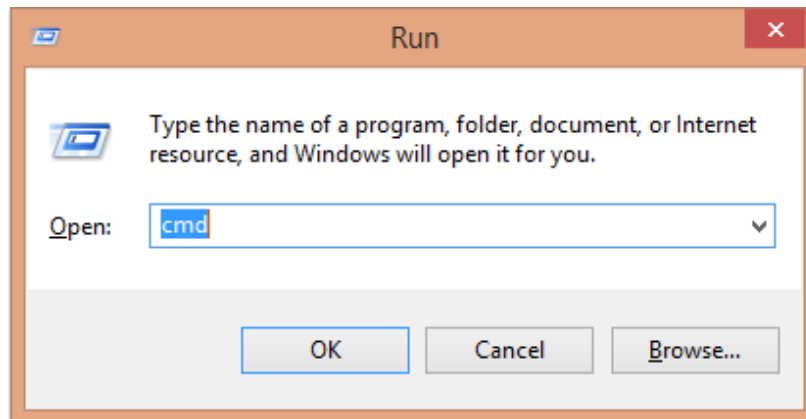 Run
Type the name of a program, folder, document, or Internet
resource, and Windows will open it for you.
Open: cmd
OK Cancel Browse...